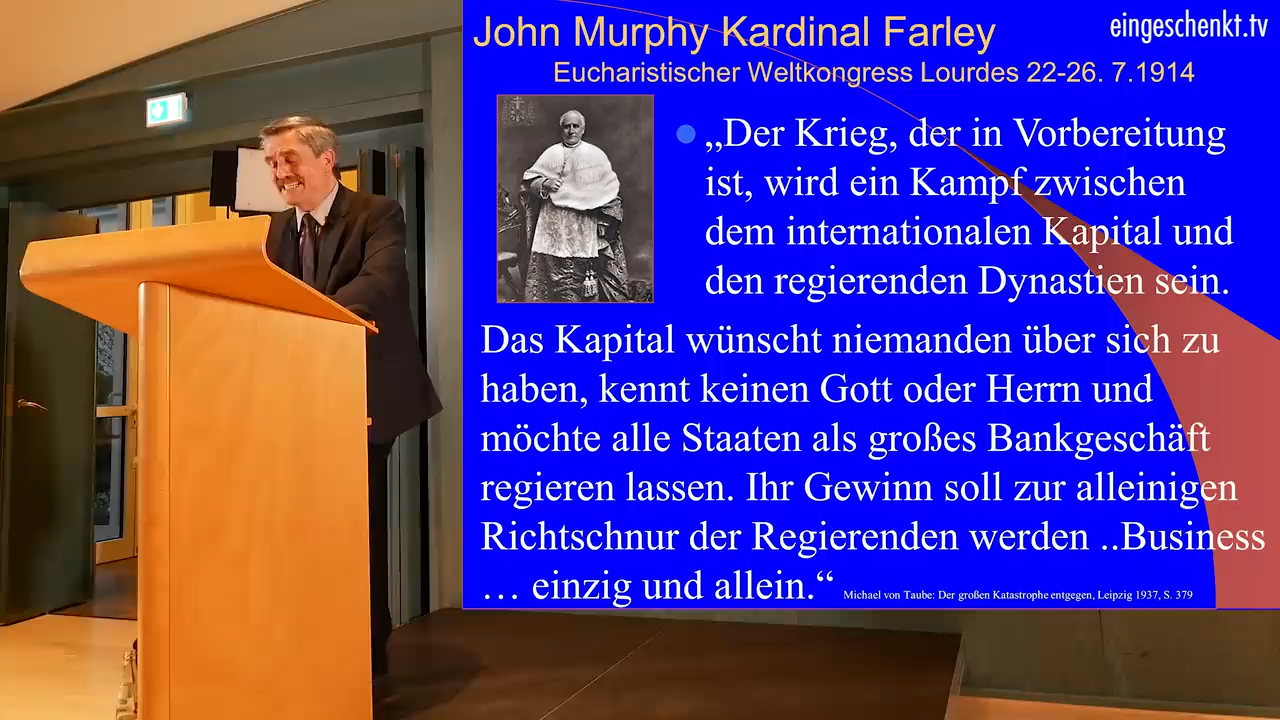 John Murphy Kardinal Farley
eingeschenkt.tv
Eucharistischer Weltkongress Lourdes 22-26. 7.1914
„Der Krieg, der in Vorbereitung
ist, wird ein Kampf zwischen
dem internationalen Kapital und
den regierenden Dynastien sein.
Das Kapital wünscht niemanden über sich zu
haben, kennt keinen Gott oder Herrn und
möchte alle Staaten als großes Bankgeschäft
regieren lassen. Ihr Gewinn soll zur alleinigen
Richtschnur der Regierenden werden ..Business
… einzig und allein.“
Michael von Taube: Der großen Katastrophe entgegen, Leipzig 1937, S. 379